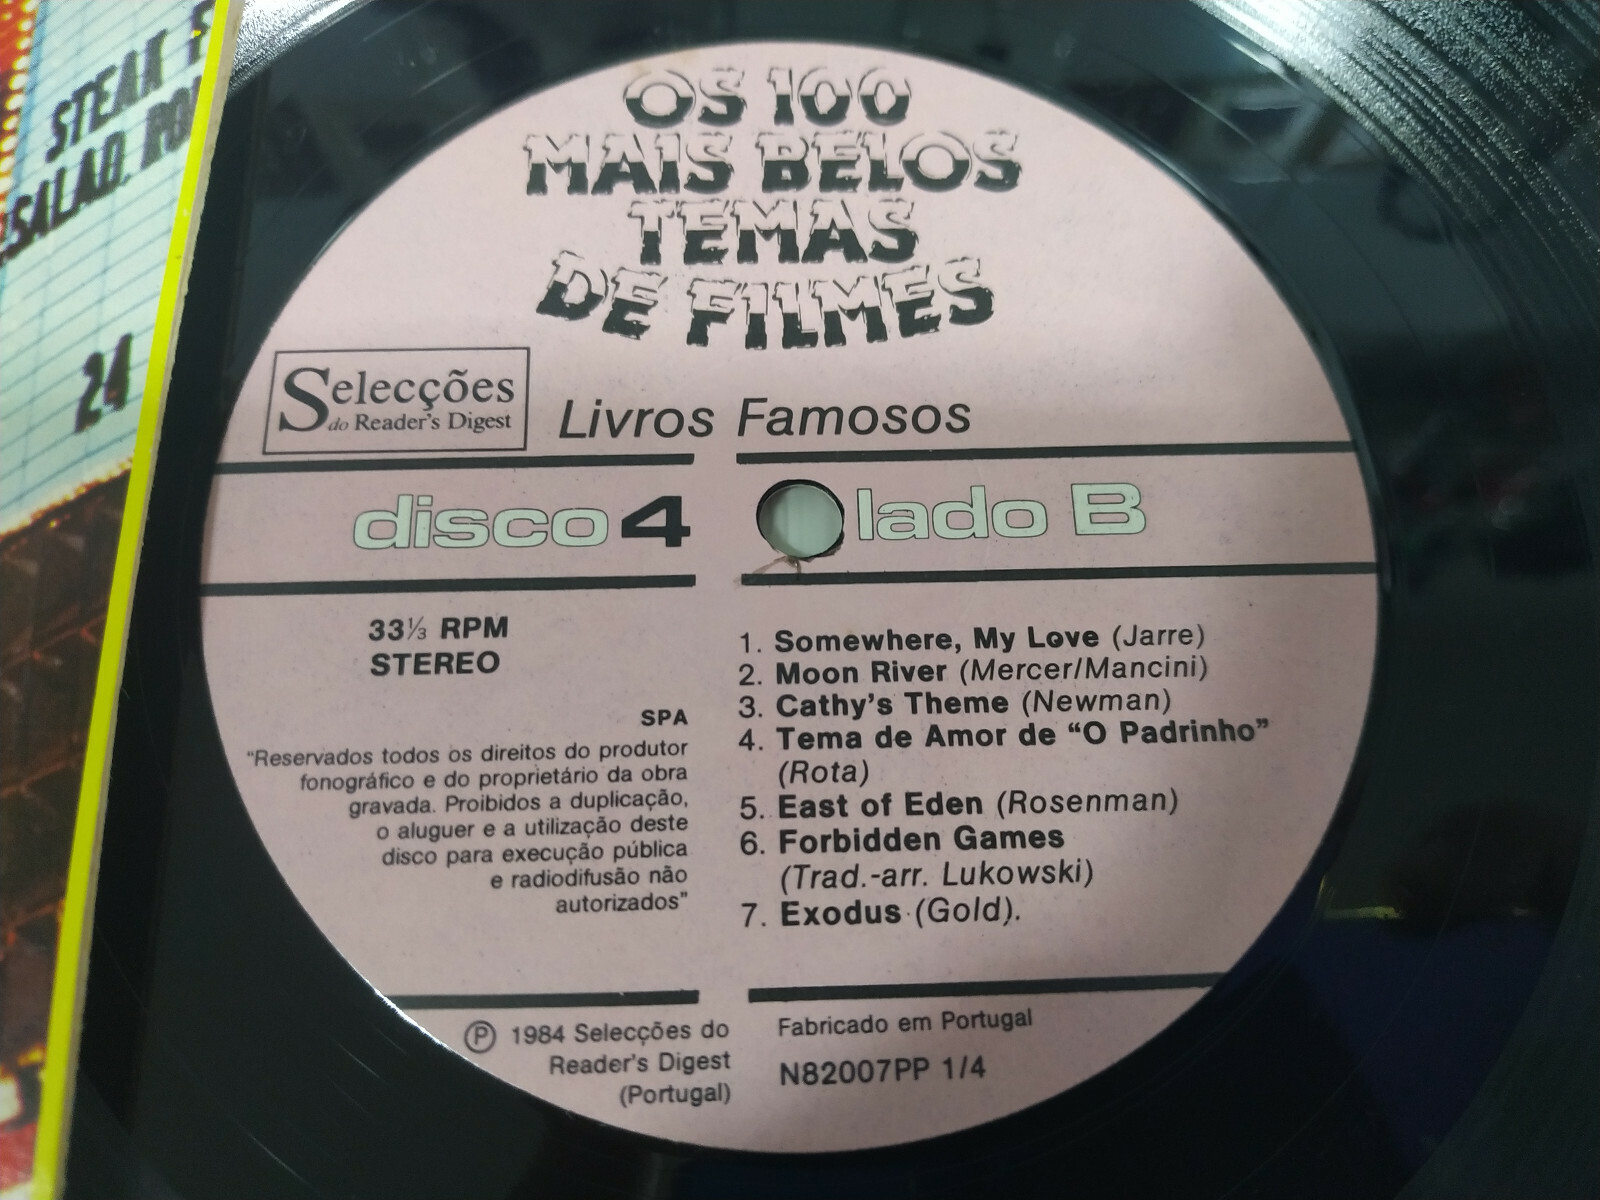 STEAK
SALAD,
24
OS 100
MAIS BELOS
TEMAS
DE FILMES
Selecções
do Reader's Digest
Livros Famosos
disco 4 lado B
33⅓ RPM
STEREO
SPA
"Reservados todos os direitos do produtor
fonográfico e do proprietário da obra
gravada. Proibidos a duplicação,
o aluguer e a utilização deste
disco para execução pública
e radiodifusão não
autorizados"
1. Somewhere, My Love (Jarre)
2. Moon River (Mercer/Mancini)
3. Cathy's Theme (Newman)
4. Tema de Amor de "O Padrinho"
(Rota)
5. East of Eden (Rosenman)
6. Forbidden Games
(Trad.-arr. Lukowski)
7. Exodus (Gold).
Ⓟ 1984 Selecções do
Reader's Digest
(Portugal)
Fabricado em Portugal
N82007PP 1/4